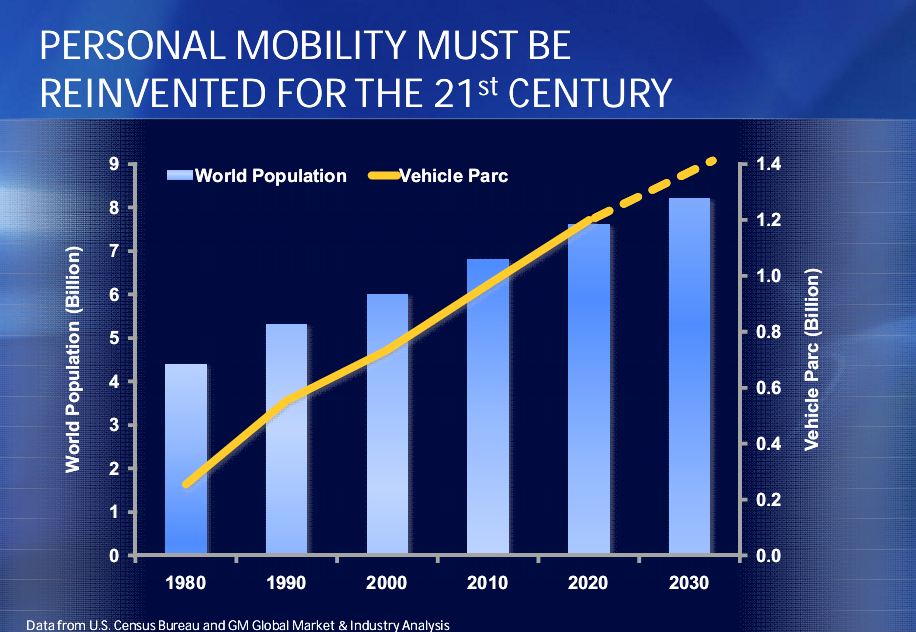 PERSONAL MOBILITY MUST BE
REINVENTED FOR THE 21st CENTURY
World Population
Vehicle Parc
World Population (Billion)
9
8
7
6
5
4
3
2
1
0
Vehicle Parc (Billion)
1.4
1.2
1.0
0.8
0.6
0.4
0.2
0.0
1980 1990 2000 2010 2020 2030
Data from U.S. Census Bureau and GM Global Market & Industry Analysis